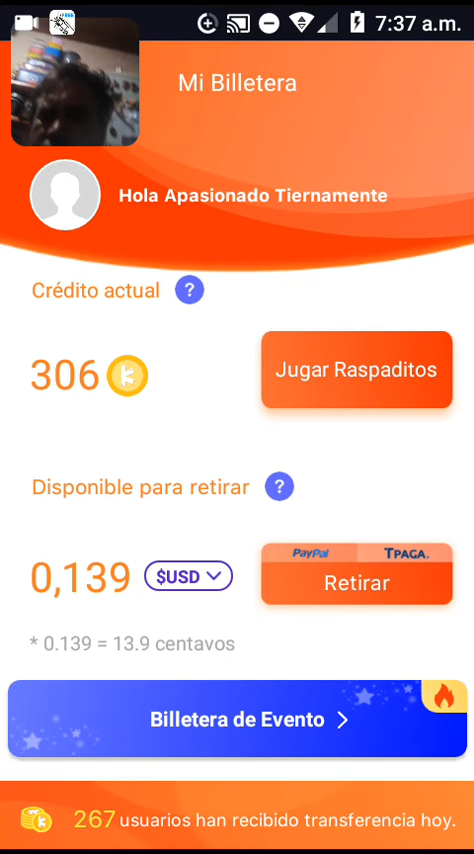 FREE
7:37 a.m.
Mi Billetera
Hola Apasionado Tiernamente
Crédito actual ?
306
Jugar Raspaditos
Disponible para retirar ?
PayPal TPAGA.
0,139 $USD
Retirar
* 0.139 = 13.9 centavos
Billetera de Evento
267 usuarios han recibido transferencia hoy.